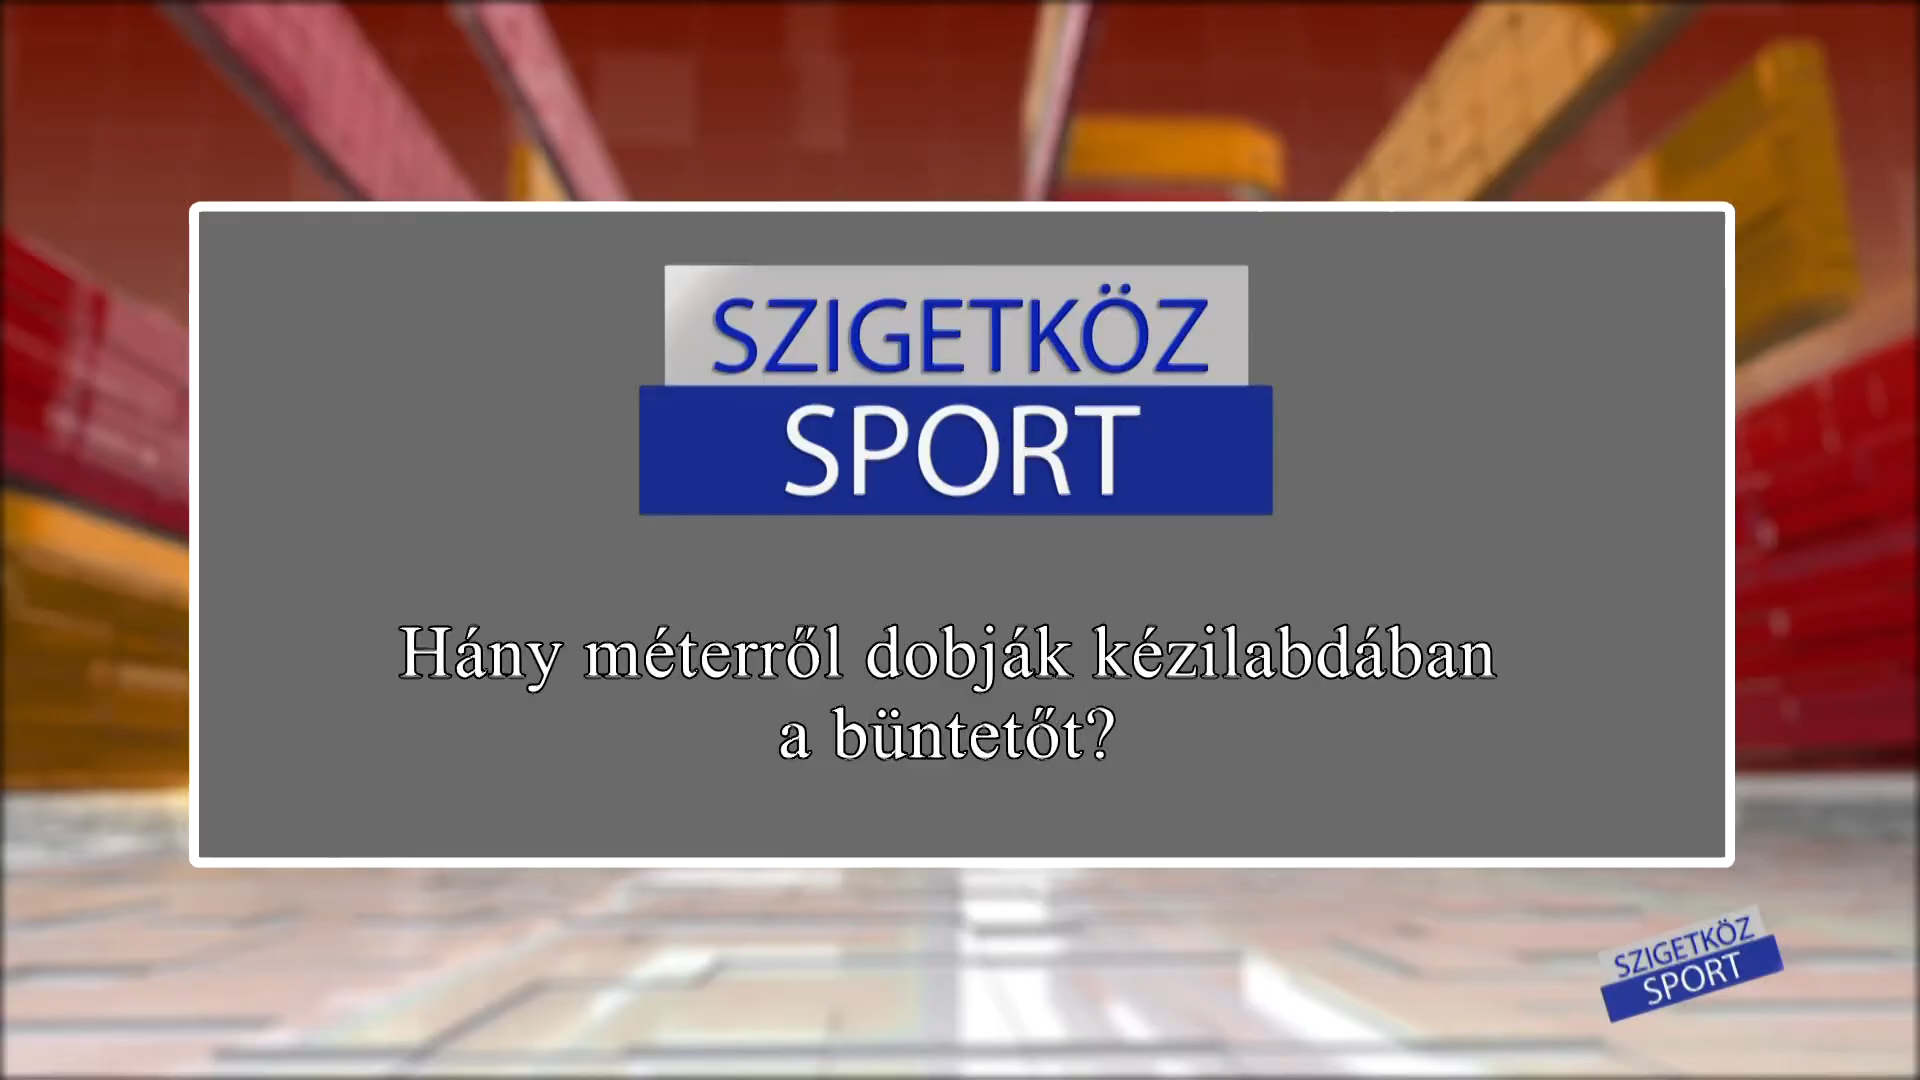 SZIGETKÖZ
SPORT
Hány méterről dobják kézilabdában
a büntetőt?
SZIGETKÖZ
SPORT